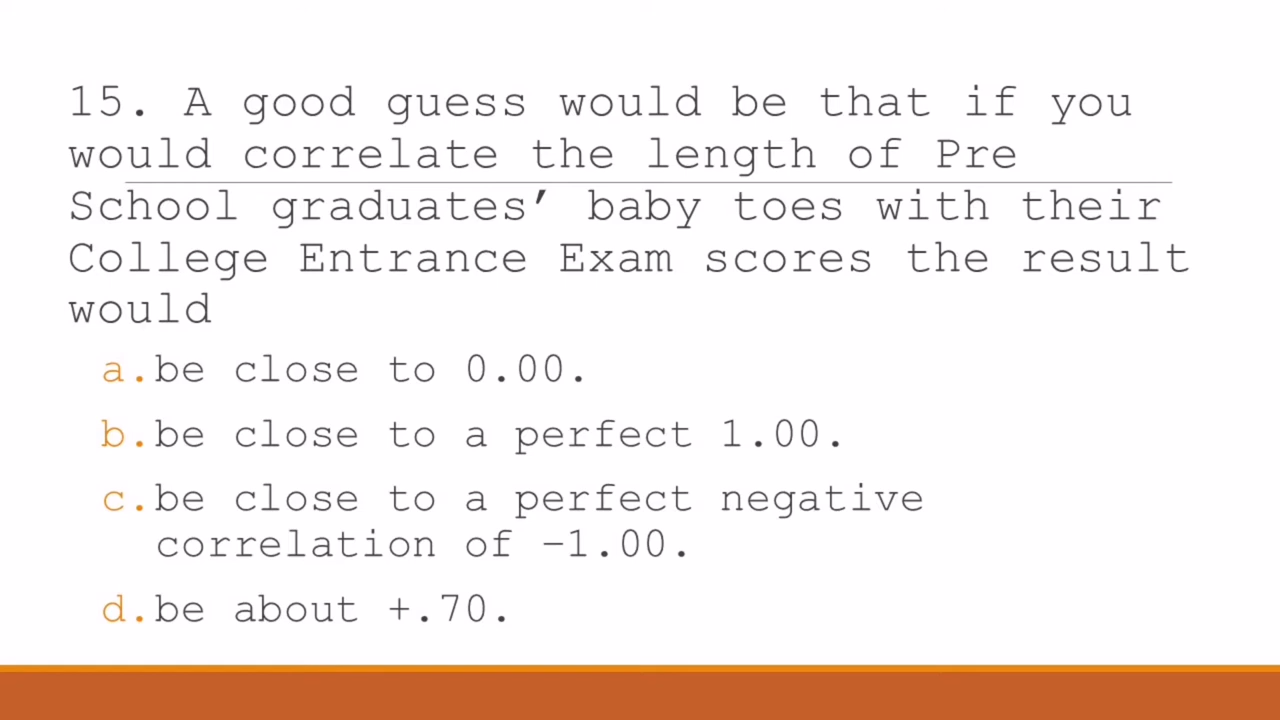 15. A good guess would be that if you
would correlate the length of Pre
School graduates’ baby toes with their
College Entrance Exam scores the result
would
a. be close to 0.00.
b. be close to a perfect 1.00.
c. be close to a perfect negative
correlation of –1.00.
d. be about +.70.